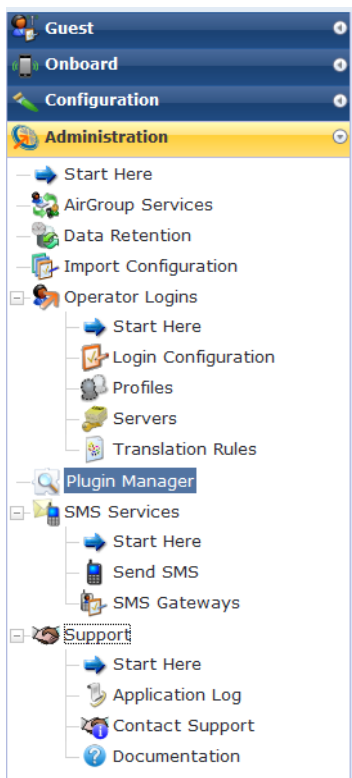 Guest
Onboard
Configuration
Administration
Start Here
AirGroup Services
Data Retention
Import Configuration
Operator Logins
Start Here
Login Configuration
Profiles
Servers
Translation Rules
Plugin Manager
SMS Services
Start Here
Send SMS
SMS Gateways
Support
Start Here
Application Log
Contact Support
Documentation